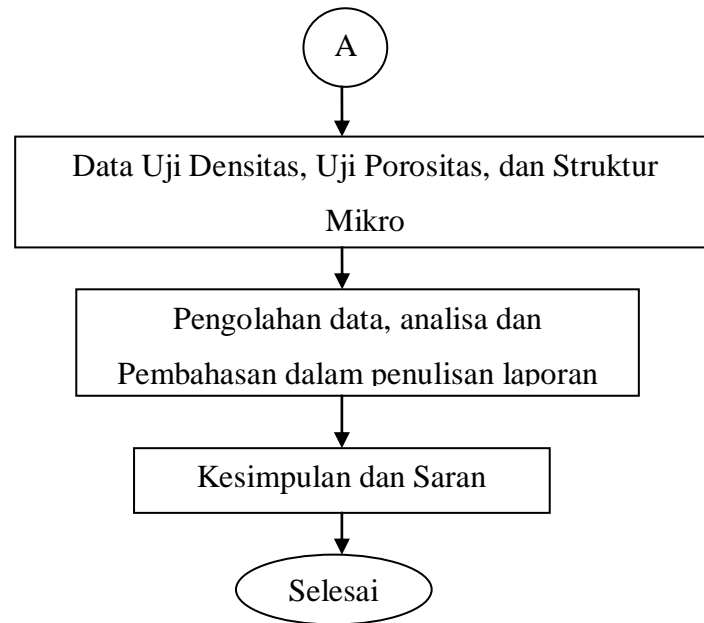 A
Data Uji Densitas, Uji Porositas, dan Struktur
Mikro
Pengolahan data, analisa dan
Pembahasan dalam penulisan laporan
Kesimpulan dan Saran
Selesai